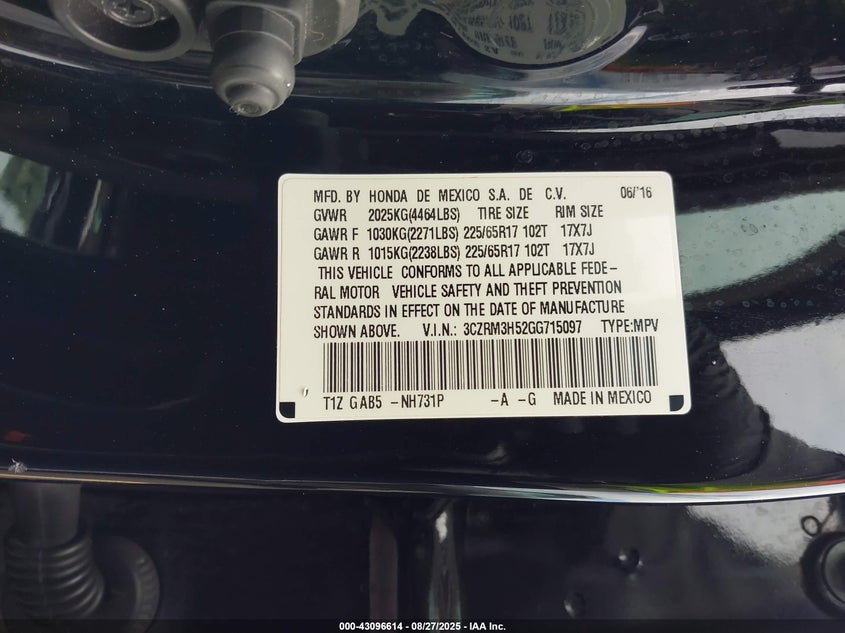 MFD. BY HONDA DE MEXICO S.A. DE C.V. 06/'16
GVWR 2025KG(4464LBS) TIRE SIZE RIM SIZE
GAWR F 1030KG(2271LBS) 225/65R17 102T 17X7J
GAWR R 1015KG(2238LBS) 225/65R17 102T 17X7J
THIS VEHICLE CONFORMS TO ALL APPLICABLE FEDE-
RAL MOTOR VEHICLE SAFETY AND THEFT PREVENTION
STANDARDS IN EFFECT ON THE DATE OF MANUFACTURE
SHOWN ABOVE. V.I.N.: 3CZRM3H52GG715097 TYPE:MPV
T1Z GAB5 -NH731P -A -G MADE IN MEXICO
000-43096614 - 08/27/2025 - IAA Inc.